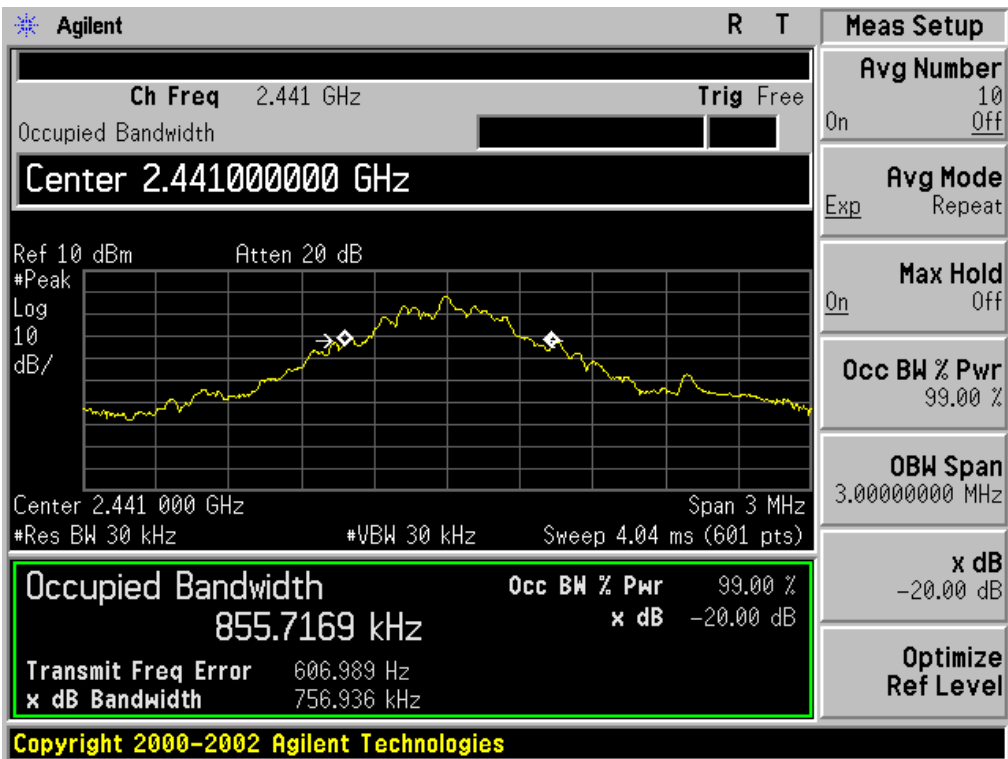 Agilent R T
Ch Freq 2.441 GHz Trig Free
Occupied Bandwidth
Center 2.441000000 GHz
Ref 10 dBm Atten 20 dB
#Peak
Log
10
dB/
Center 2.441 000 GHz Span 3 MHz
#Res BW 30 kHz #VBW 30 kHz Sweep 4.04 ms (601 pts)
Occupied Bandwidth
855.7169 kHz
Occ BW % Pwr 99.00 %
x dB -20.00 dB
Transmit Freq Error 606.989 Hz
x dB Bandwidth 756.936 kHz
Copyright 2000-2002 Agilent Technologies
Meas Setup
Avg Number
10
On Off
Avg Mode
Exp Repeat
Max Hold
On Off
Occ BW % Pwr
99.00 %
OBW Span
3.00000000 MHz
x dB
-20.00 dB
Optimize
Ref Level